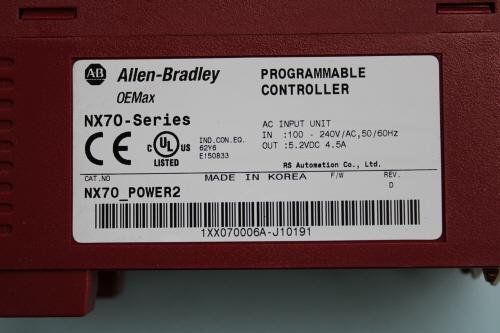 AB Allen-Bradley
OEMax
PROGRAMMABLE
CONTROLLER
NX70-Series
CE
C UL US
LISTED
IND.CON.EQ.
62Y6
E150833
AC INPUT UNIT
IN :100 - 240V/AC,50/60Hz
OUT :5.2VDC 4.5A
RS Automation Co., Ltd.
CAT.NO MADE IN KOREA F/W REV.
NX70_POWER2 D
1XX070006A-J10191